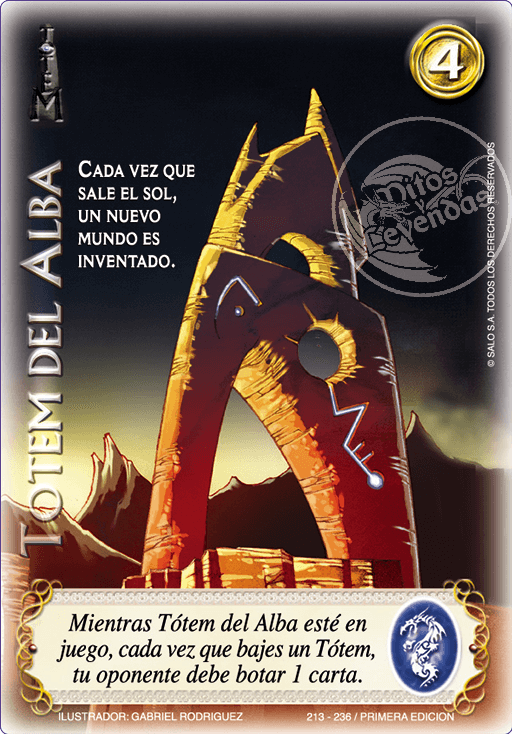 TOTEM
4
TOTEM DEL ALBA
CADA VEZ QUE
SALE EL SOL,
UN NUEVO
MUNDO ES
INVENTADO.
Mitos
Y
Leyendas
© SALO S.A. TODOS LOS DERECHOS RESERVADOS
Mientras Tótem del Alba esté en
juego, cada vez que bajes un Tótem,
tu oponente debe botar 1 carta.
ILUSTRADOR: GABRIEL RODRIGUEZ
213 - 236 / PRIMERA EDICION